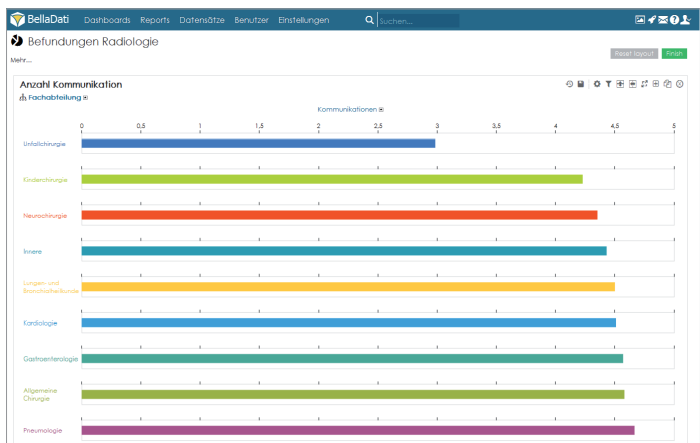 BellaDati Dashboards Reports Datensätze Benutzer Einstellungen Suchen...
Befundungen Radiologie
Reset layout Finish
Mehr...
Anzahl Kommunikation
Fachabteilung
Kommunikationen
0 0,5 1 1,5 2 2,5 3 3,5 4 4,5 5
Unfallchirurgie
Kinderchirurgie
Neurochirurgie
Innere
Lungen- und
Bronchialheilkunde
Kardiologie
Gastroenterologie
Allgemeine
Chirurgie
Pneumologie